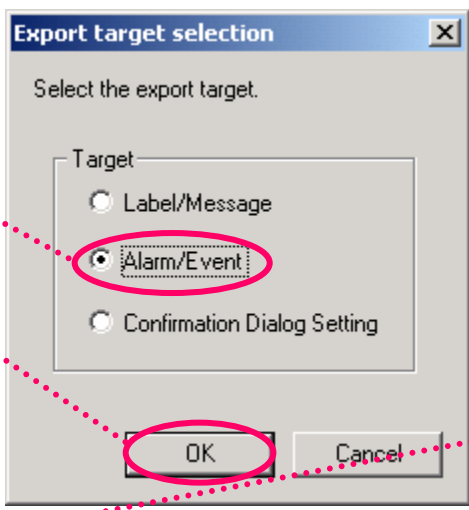 Export target selection
Select the export target.
Target
Label/Message
Alarm/Event
Confirmation Dialog Setting
OK Cancel